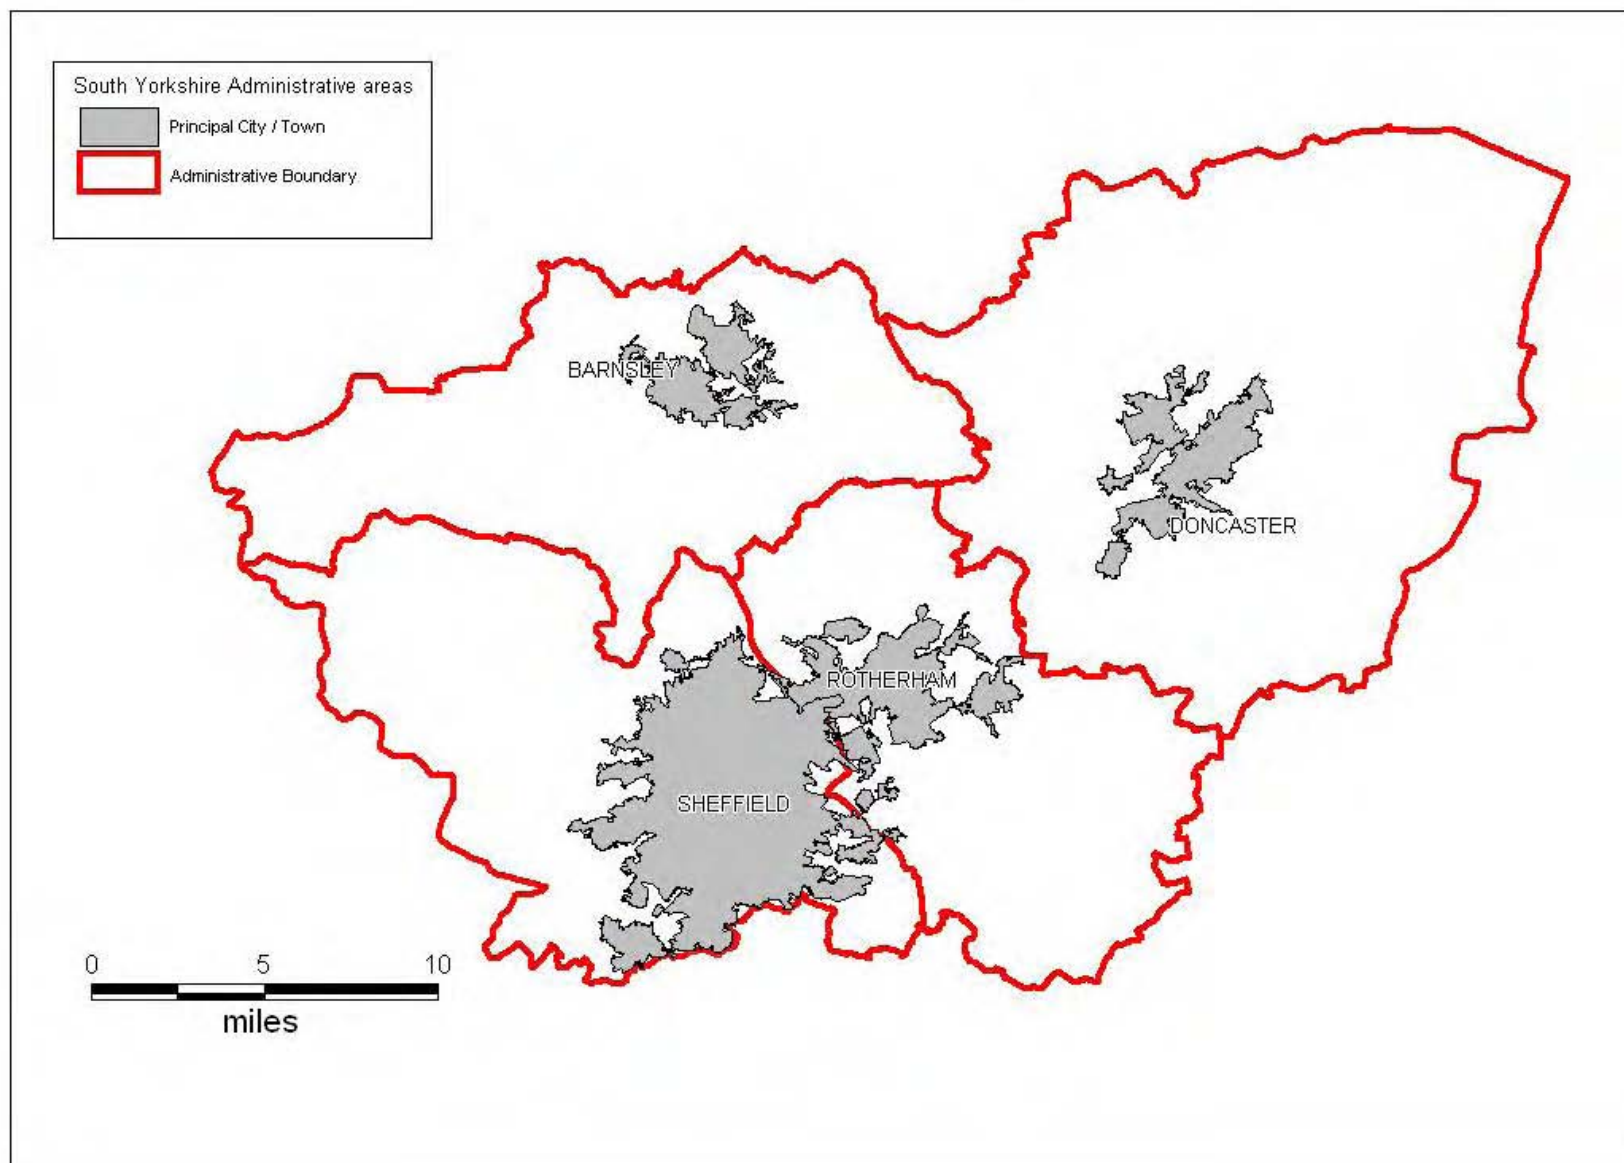 South Yorkshire Administrative areas
Principal City / Town
Administrative Boundary
BARNSLEY
DONCASTER
ROTHERHAM
SHEFFIELD
0 5 10
miles